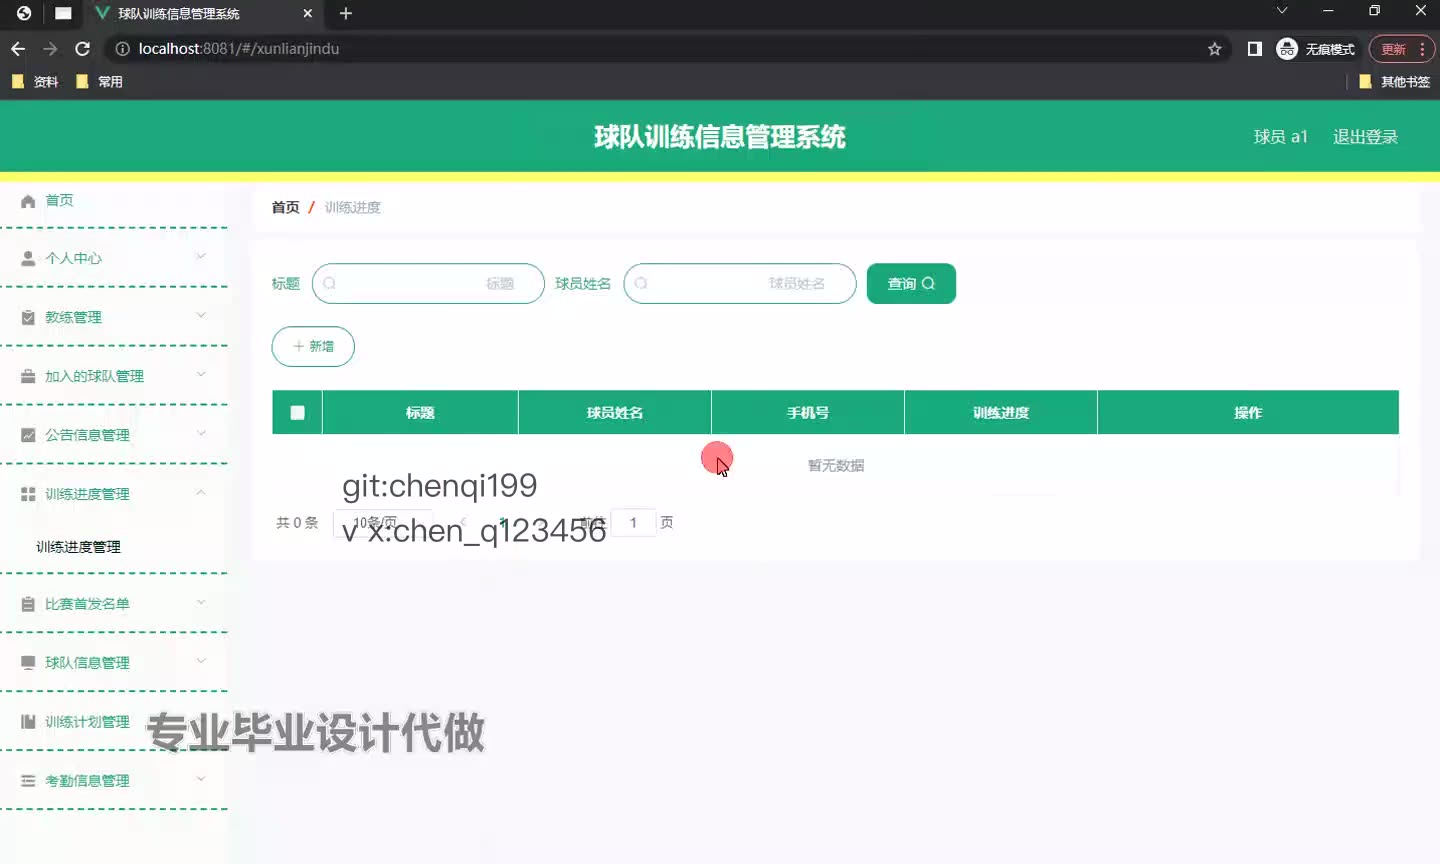 球队训练信息管理系统
localhost:8081/#/xunlianjindu
无痕模式
更新
资料
常用
其他书签
球队训练信息管理系统
球员 a1
退出登录
首页
个人中心
教练管理
加入的球队管理
公告信息管理
训练进度管理
训练进度管理
比赛首发名单
球队信息管理
训练计划管理
考勤信息管理
首页 / 训练进度
标题 标题 球员姓名 球员姓名 查询
+ 新增
标题 球员姓名 手机号 训练进度 操作
暂无数据
git:chenqi199
共 0 条 10条/页 1 前往 1 页
v x:chen_q123456
专业毕业设计代做